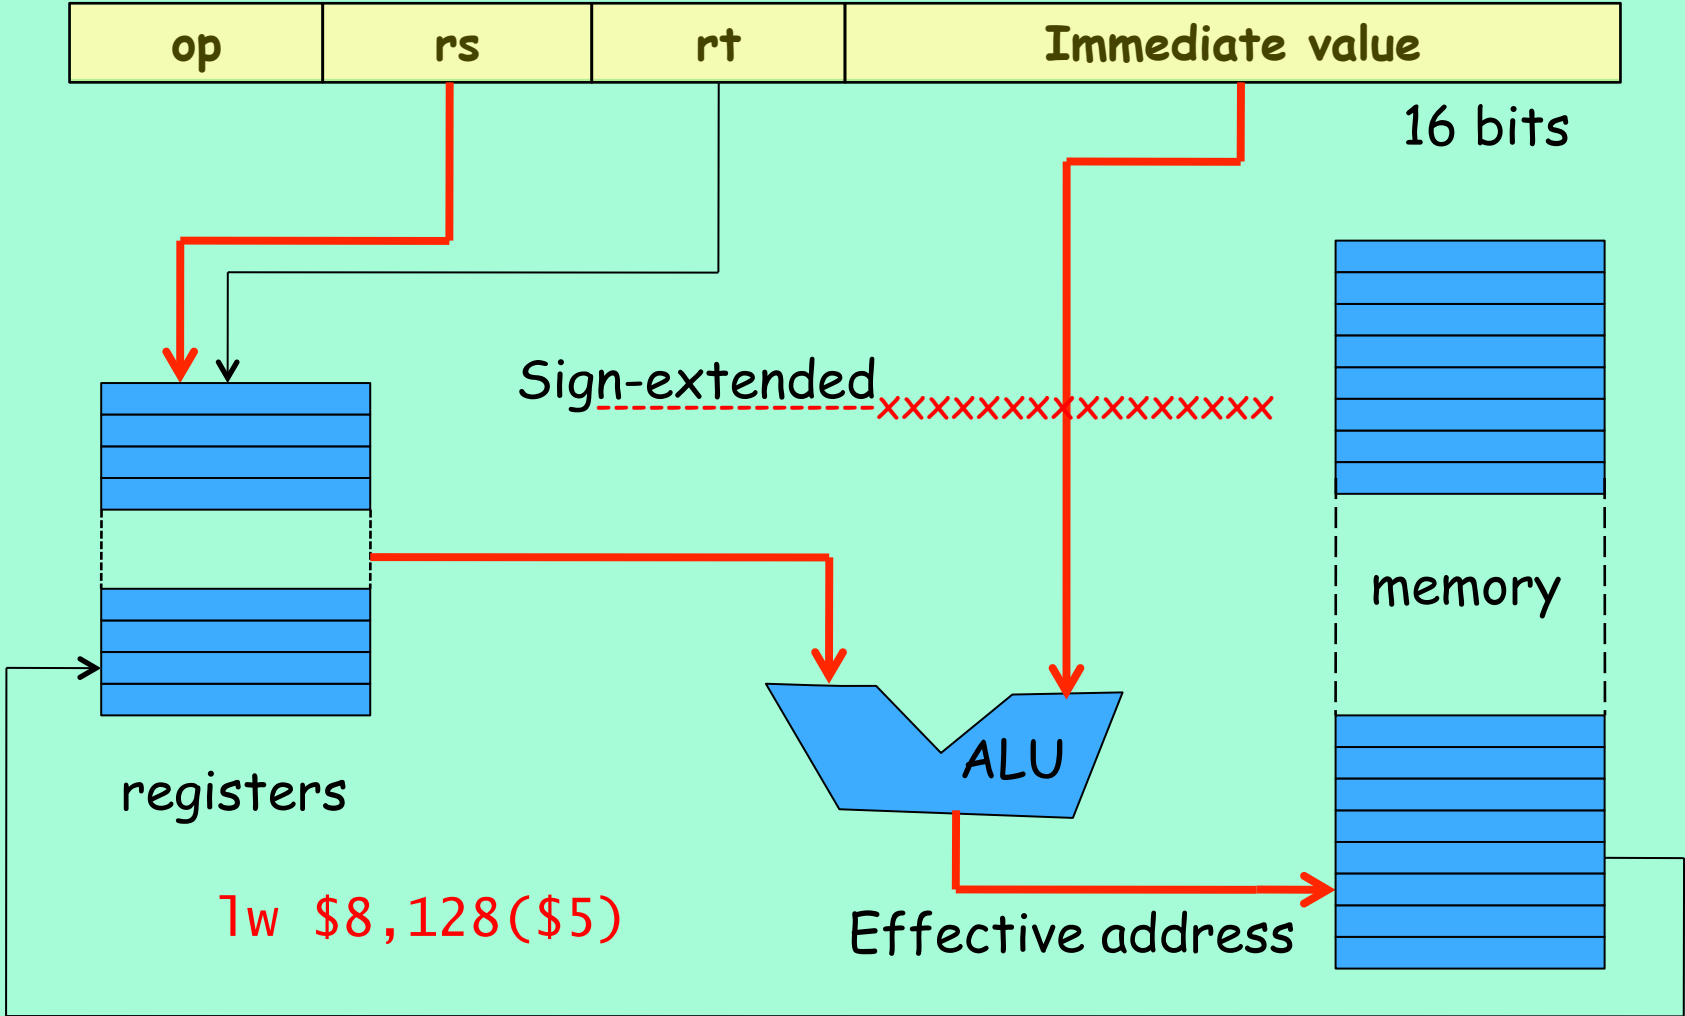 op rs rt Immediate value
16 bits
Sign-extended
xxxxxxxxxxxxxxxx
memory
ALU
registers
lw $8,128($5)
Effective address